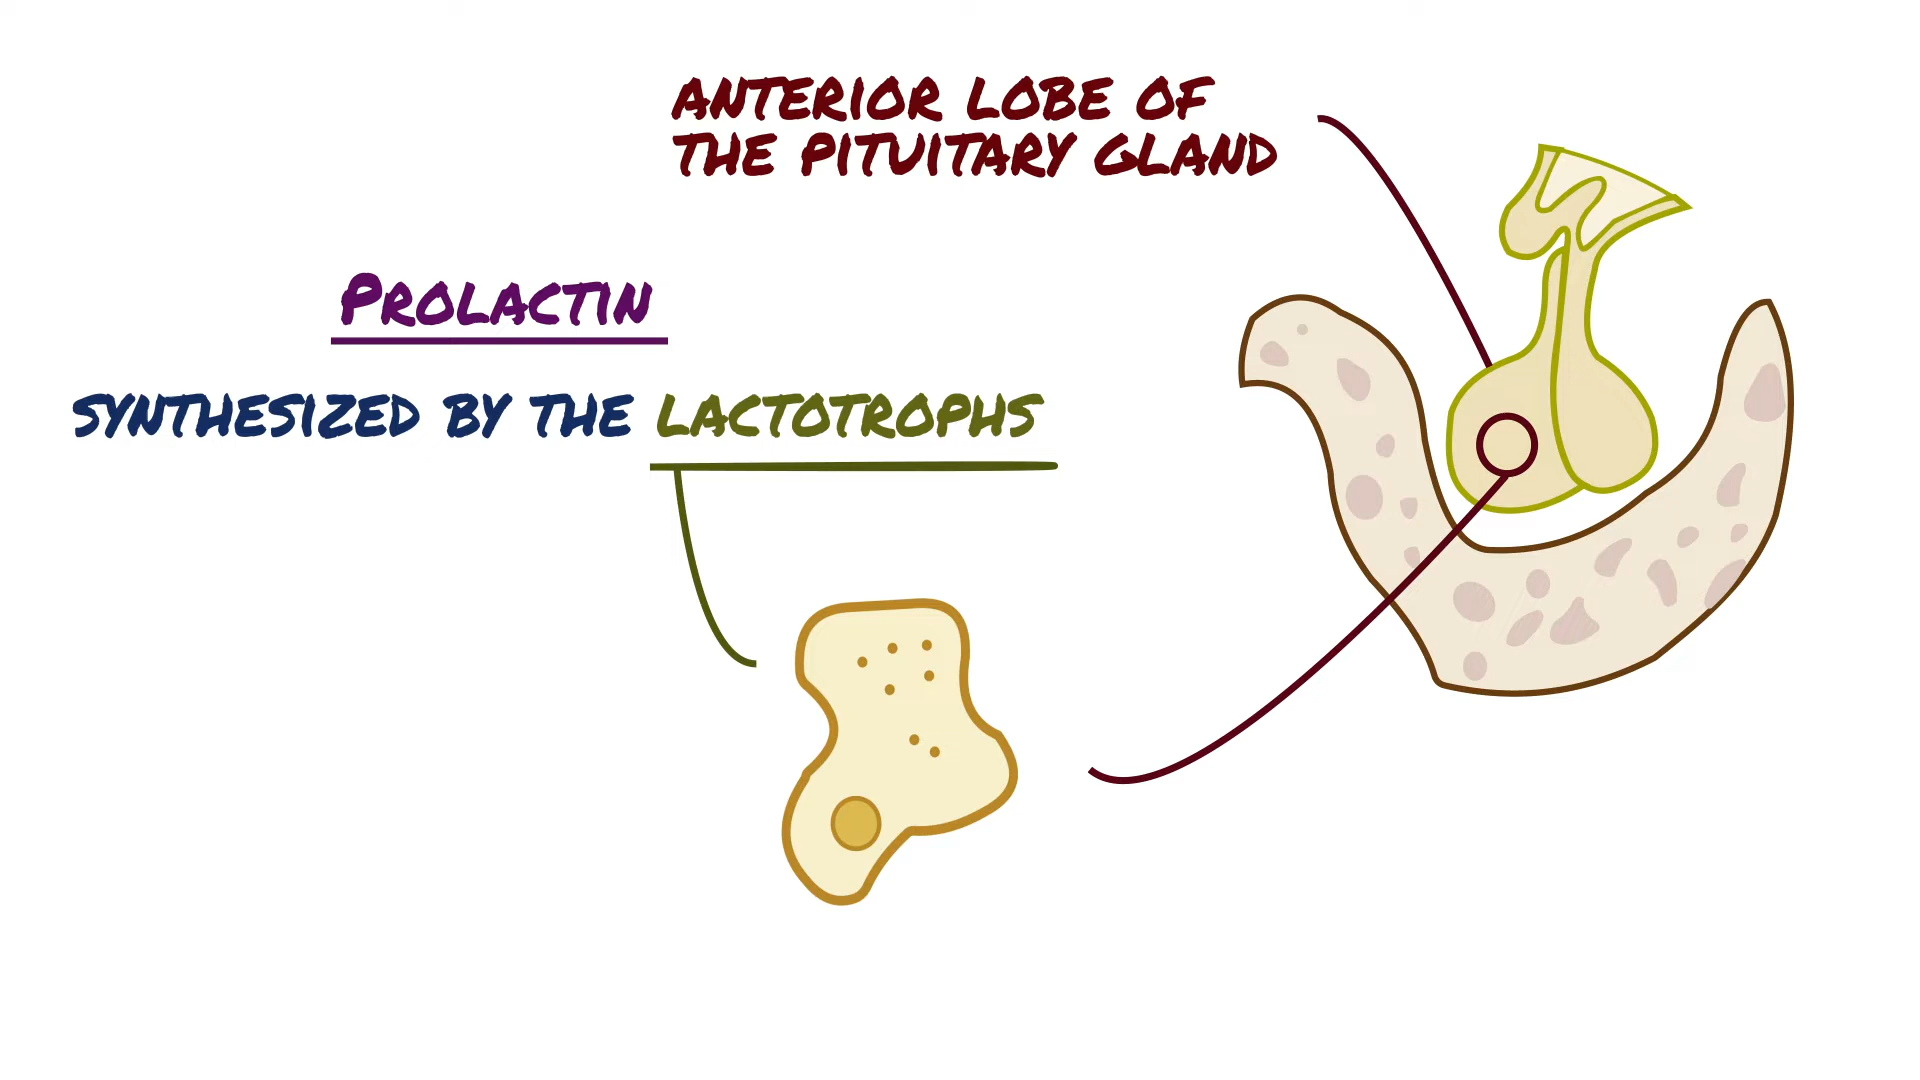 ANTERIOR LOBE OF
THE PITUITARY GLAND
PROLACTIN
SYNTHESIZED BY THE LACTOTROPHS